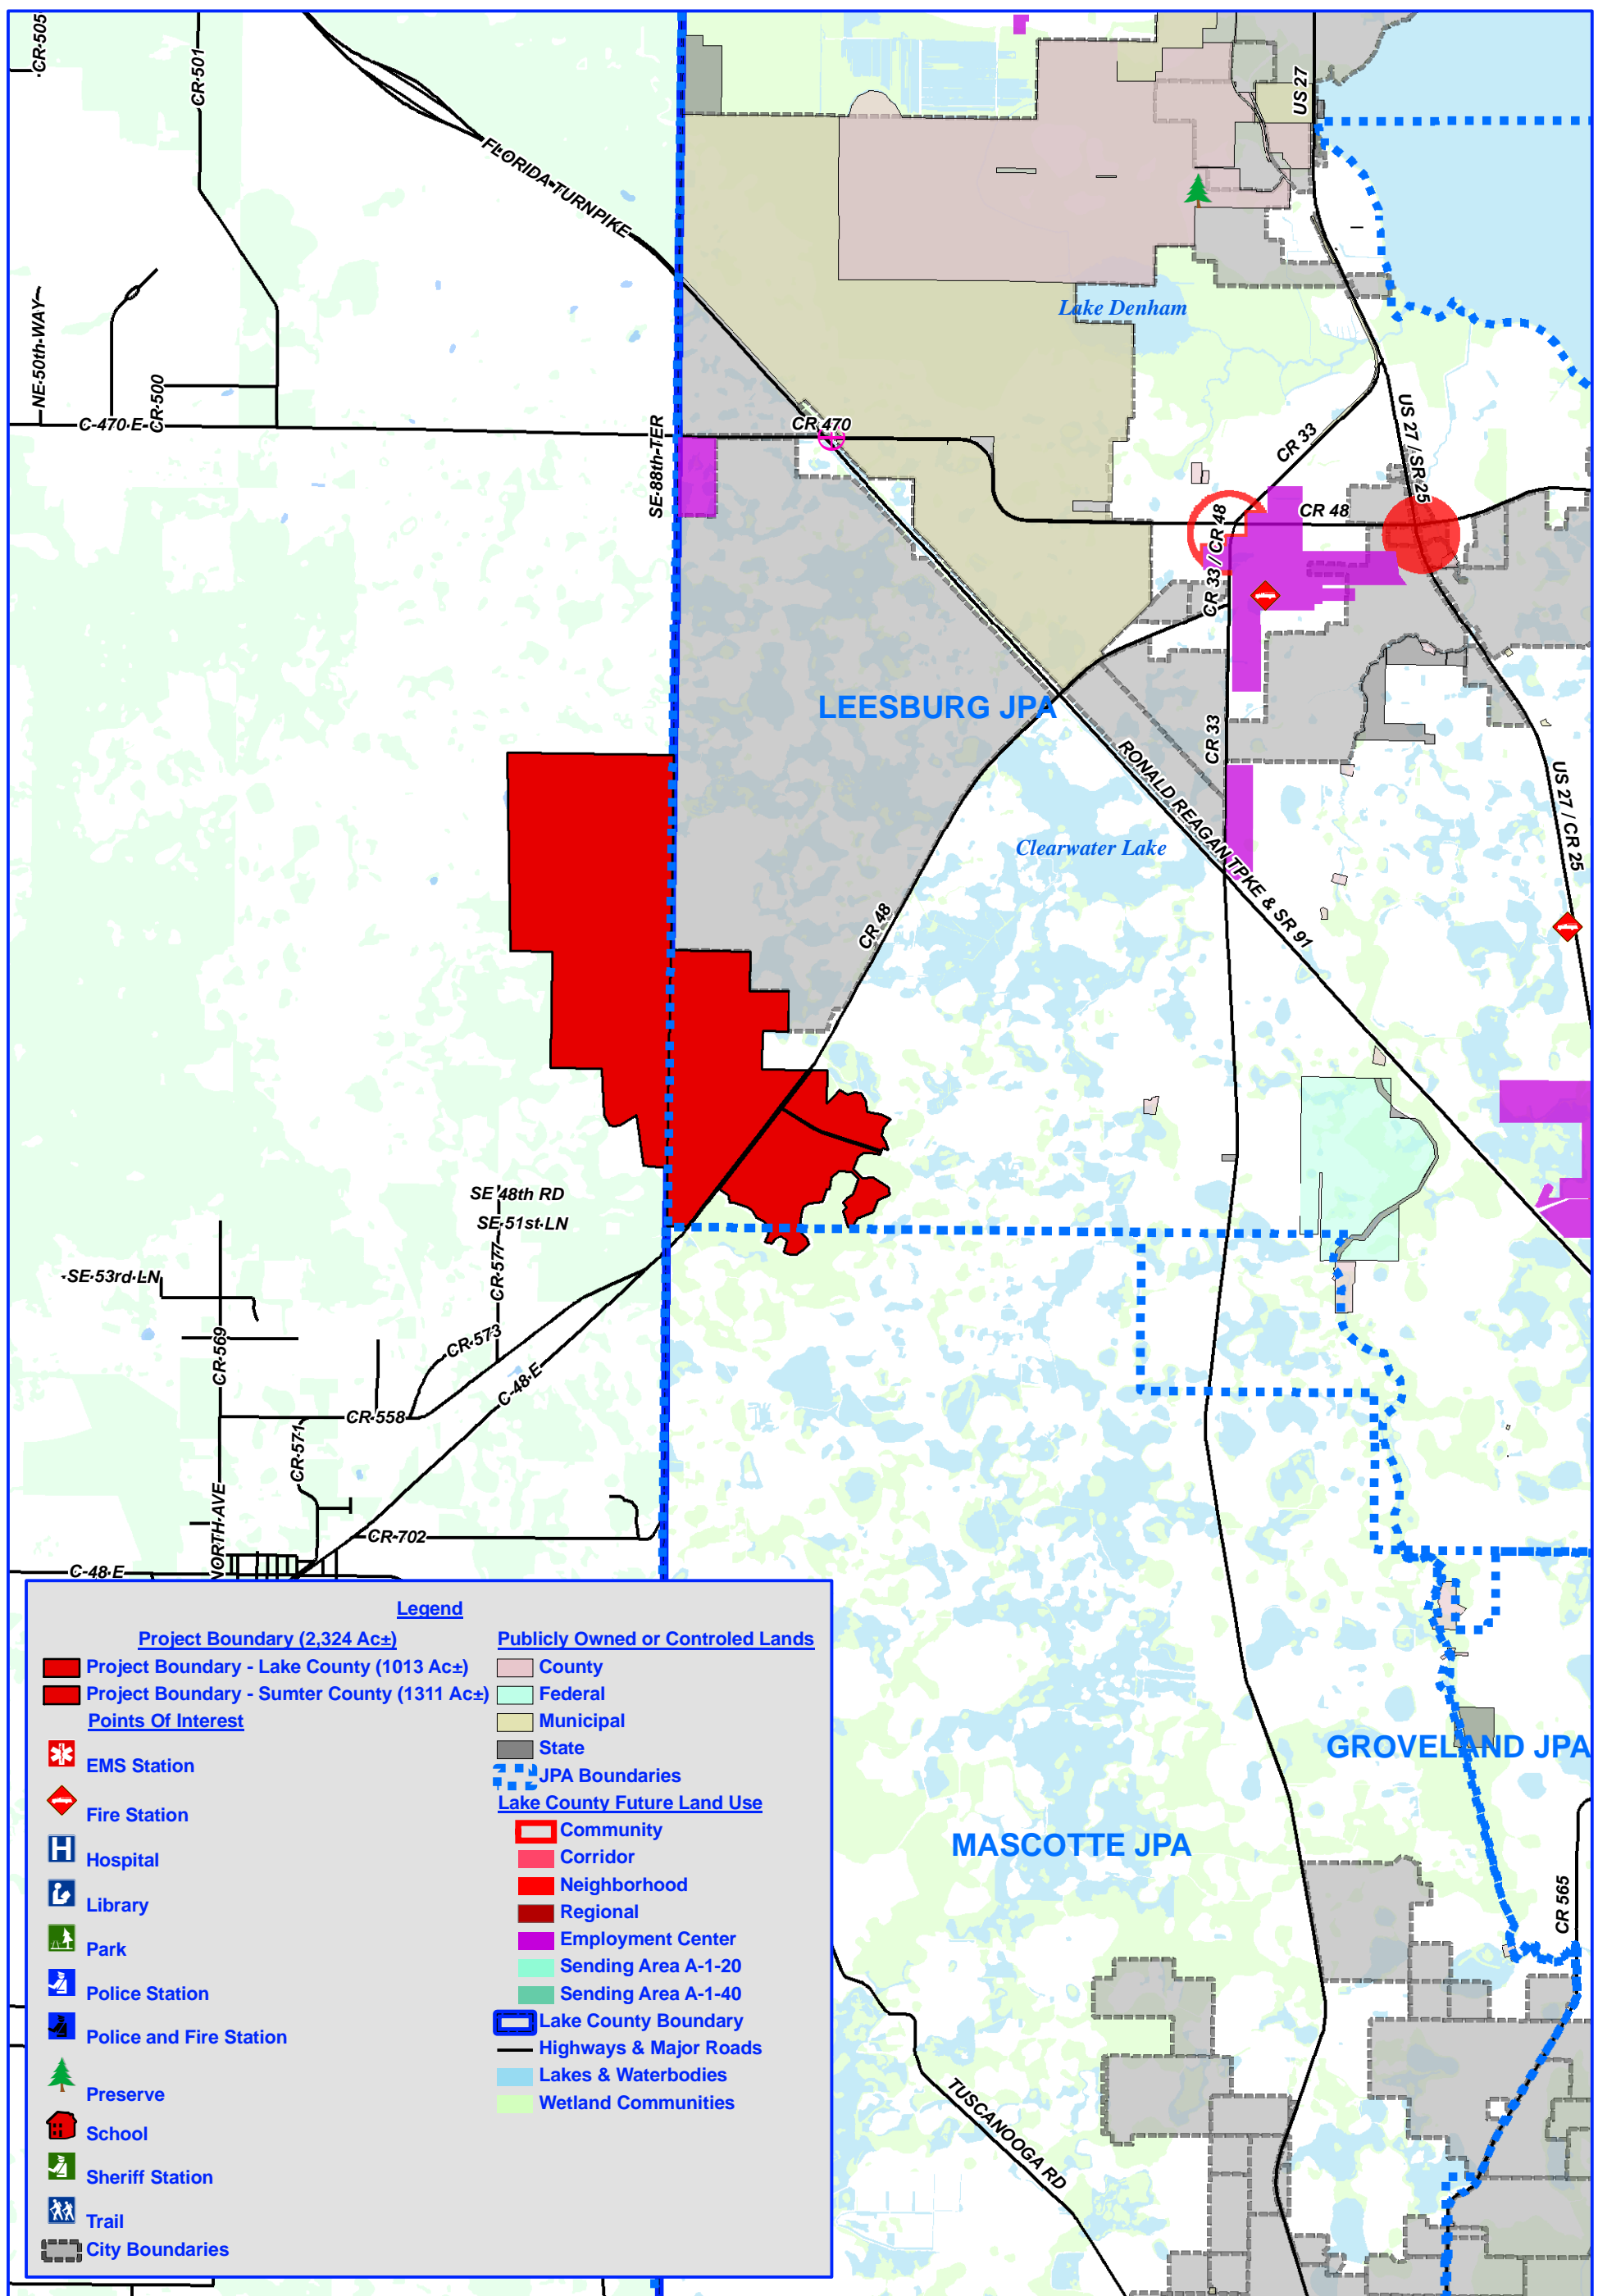 CR-505
CR-501
US 27
FLORIDA-TURNPIKE
Lake Denham
NE-50th-WAY
CR-500
C-470-E
SE-88th-TER
CR 470
CR 33
US 27 / SR 25
CR 48
CR 33 / CR 48
LEESBURG JPA
CR 33
RONALD REAGAN TPKE & SR 91
US 27 / CR 25
Clearwater Lake
CR 48
SE 48th RD
SE-51st-LN
SE-53rd-LN
CR-577
CR-569
CR-573
C-48-E
CR-558
CR-571
NORTH-AVE
CR-702
C-48-E
GROVELAND JPA
MASCOTTE JPA
CR 565
TUSCANOOGA RD
Legend
Project Boundary (2,324 Ac±)
Project Boundary - Lake County (1013 Ac±)
Project Boundary - Sumter County (1311 Ac±)
Points Of Interest
EMS Station
Fire Station
H Hospital
Library
Park
Police Station
Police and Fire Station
Preserve
School
Sheriff Station
Trail
City Boundaries
Publicly Owned or Controled Lands
County
Federal
Municipal
State
JPA Boundaries
Lake County Future Land Use
Community
Corridor
Neighborhood
Regional
Employment Center
Sending Area A-1-20
Sending Area A-1-40
Lake County Boundary
Highways & Major Roads
Lakes & Waterbodies
Wetland Communities